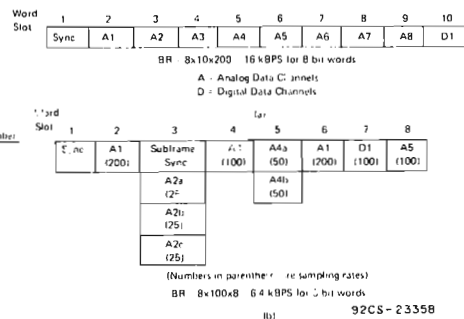 Word
Slot 1 2 3 4 5 6 7 8 9 10
Sync A1 A2 A3 A4 A5 A6 A7 A8 D1
BR 8x10x200 16 kBPS for 8 bit words
A - Analog Data Channels
D = Digital Data Channels
Slot 1 2 3 4 5 6 7 8
A1 Subframe A4a A1 D1 A5
(200) Sync (100) (50) (200) (100) (100)
A2a A4b
(50)
A2b
(25)
A2c
(25)
(Numbers in sampling rates)
BR 8x100x8 6.4 kBPS for bit words
(b) 92CS-23358